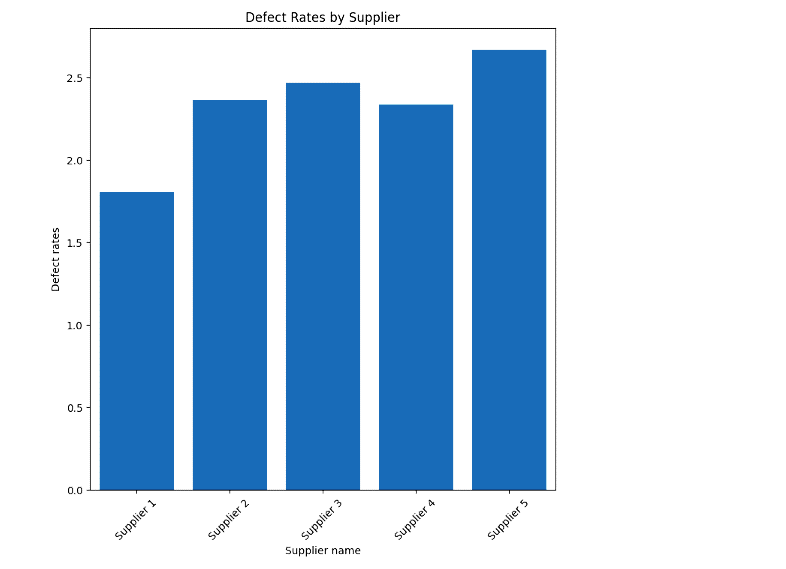 Defect Rates by Supplier
Defect rates
2.5
2.0
1.5
1.0
0.5
0.0
Supplier 1
Supplier 2
Supplier 3
Supplier 4
Supplier 5
Supplier name